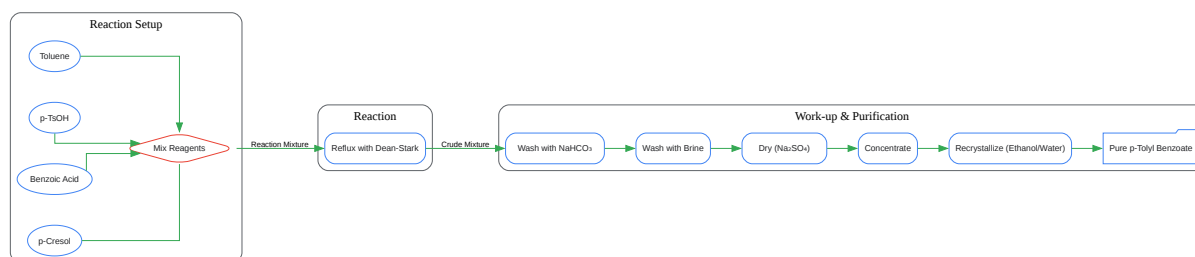 Reaction Setup
Toluene
p-TsOH
Mix Reagents
Benzoic Acid
p-Cresol
Reaction Mixture
Reaction
Reflux with Dean-Stark
Crude Mixture
Work-up & Purification
Wash with NaHCO₃
Wash with Brine
Dry (Na₂SO₄)
Concentrate
Recrystallize (Ethanol/Water)
Pure p-Tolyl Benzoate